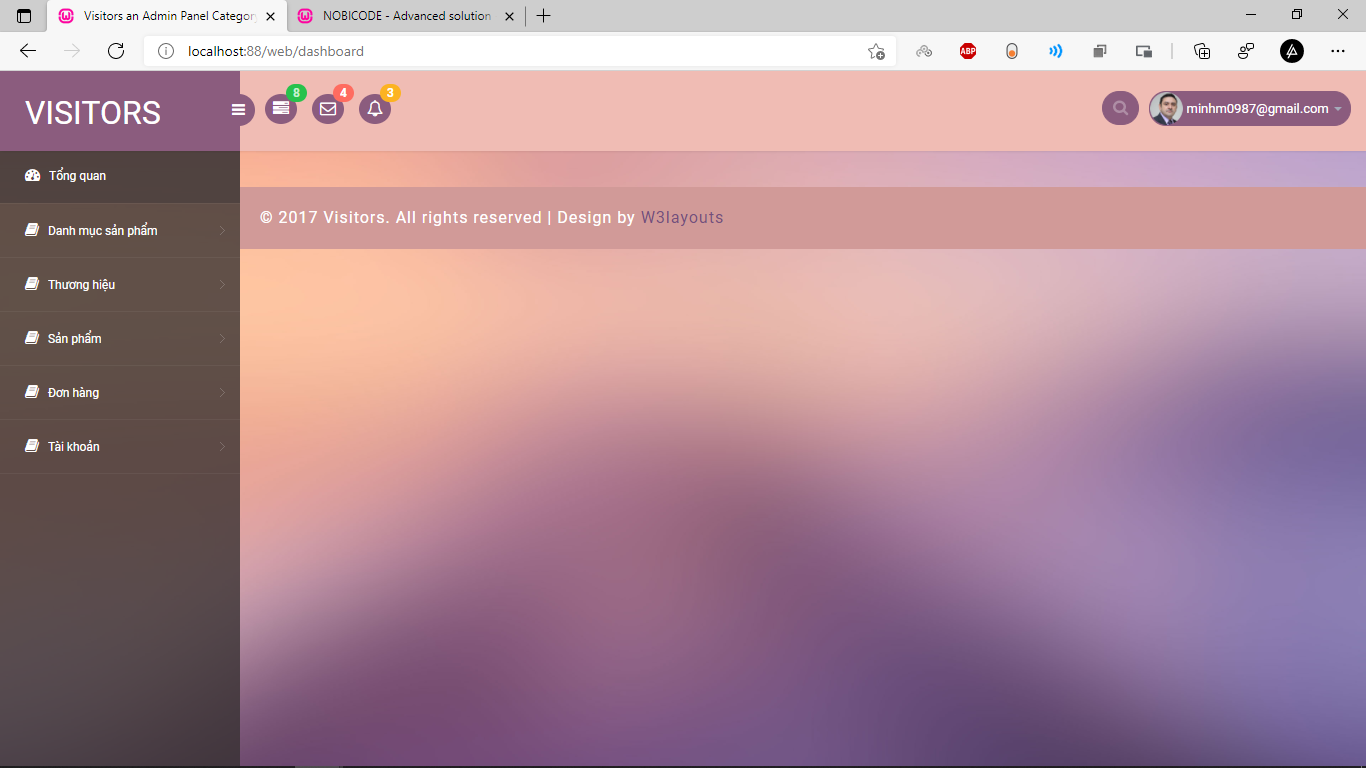 Visitors an Admin Panel Category
NOBICODE - Advanced solution
localhost:88/web/dashboard
ABP
VISITORS
8
4
3
minhm0987@gmail.com
Tổng quan
Danh mục sản phẩm
Thương hiệu
Sản phẩm
Đơn hàng
Tài khoản
© 2017 Visitors. All rights reserved | Design by W3layouts